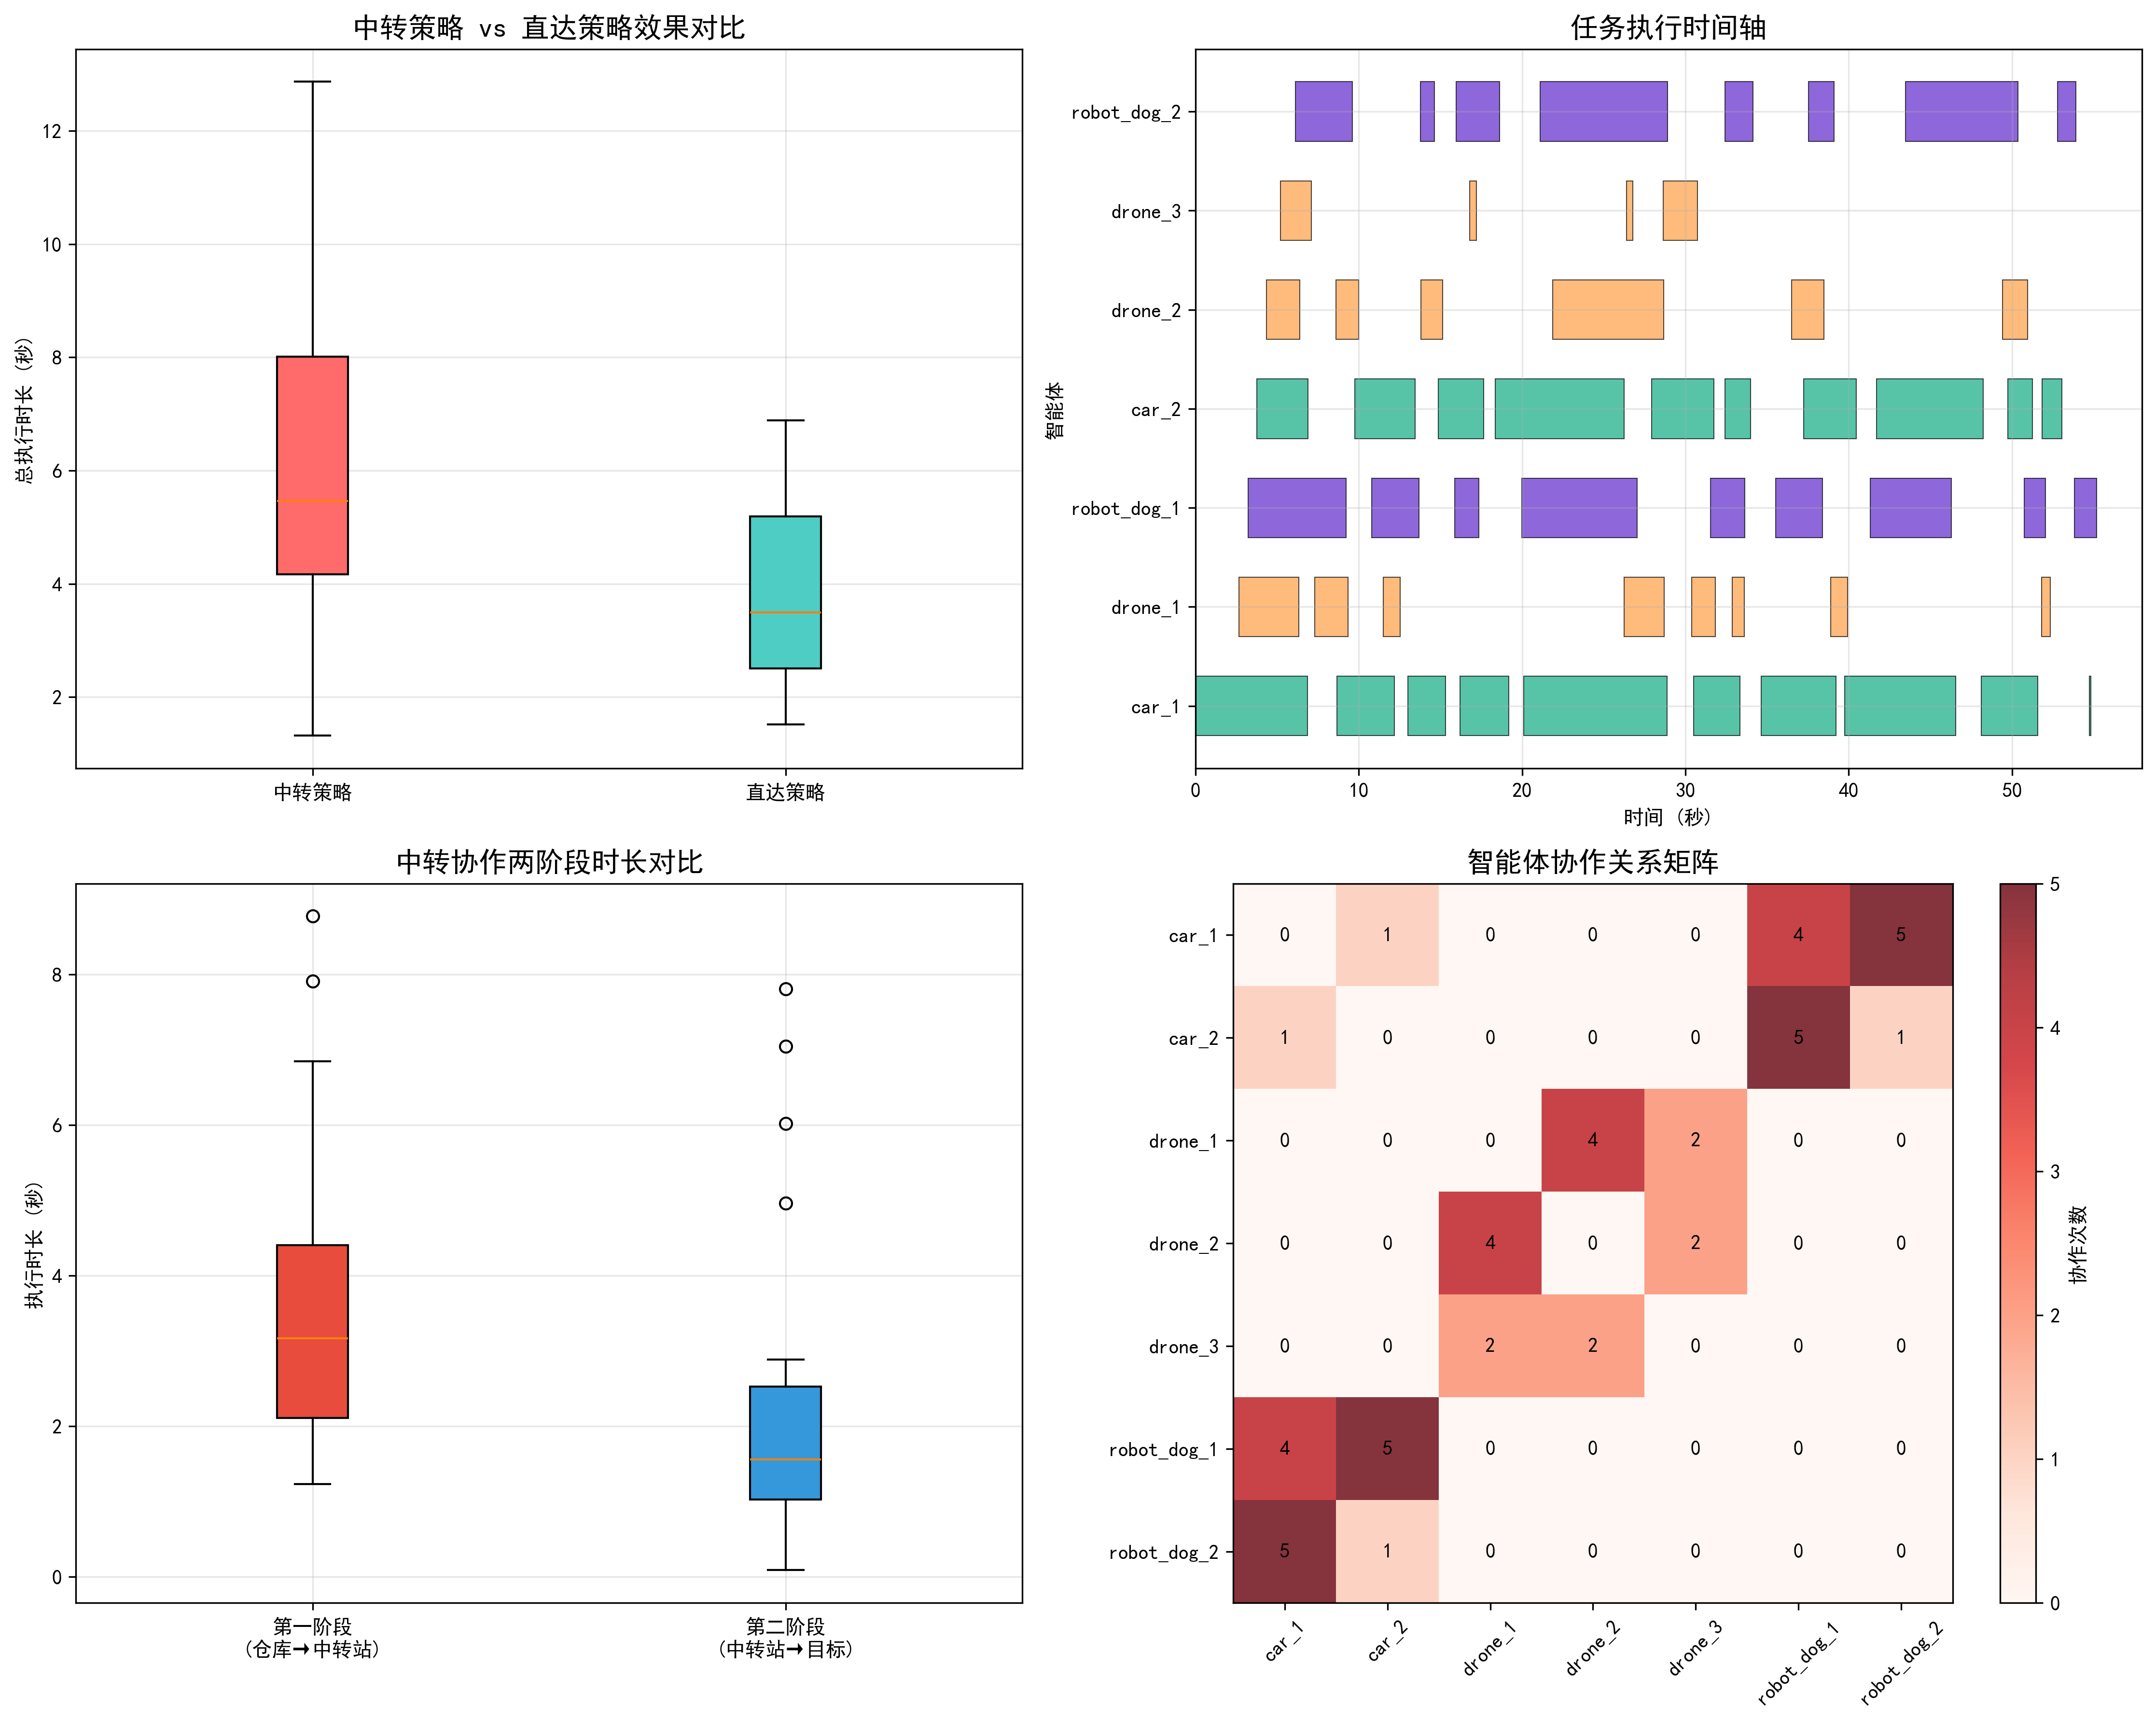 中转策略 vs 直达策略效果对比
总执行时长 (秒)
12
10
8
6
4
2
中转策略
直达策略
任务执行时间轴
智能体
robot_dog_2
drone_3
drone_2
car_2
robot_dog_1
drone_1
car_1
0
10
20
30
40
50
时间 (秒)
中转协作两阶段时长对比
执行时长 (秒)
8
6
4
2
0
第一阶段
(仓库→中转站)
第二阶段
(中转站→目标)
智能体协作关系矩阵
car_1 0 1 0 0 0 4 5
car_2 1 0 0 0 0 5 1
drone_1 0 0 0 4 2 0 0
drone_2 0 0 4 0 2 0 0
drone_3 0 0 2 2 0 0 0
robot_dog_1 4 5 0 0 0 0 0
robot_dog_2 5 1 0 0 0 0 0
car_1
car_2
drone_1
drone_2
drone_3
robot_dog_1
robot_dog_2
5
4
3
2
1
0
协作次数